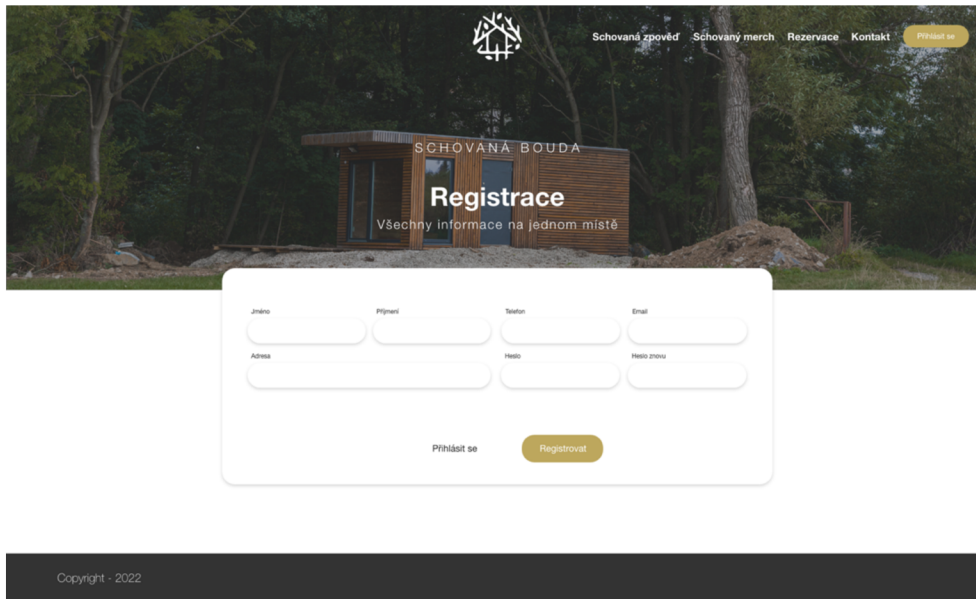 Schovaná zpověď Schovaný merch Rezervace Kontakt Přihlásit se
SCHOVANÁ BOUDA
Registrace
Všechny informace na jednom místě
Jméno Příjmení Telefon Email
Adresa Heslo Heslo znovu
Přihlásit se Registrovat
Copyright - 2022